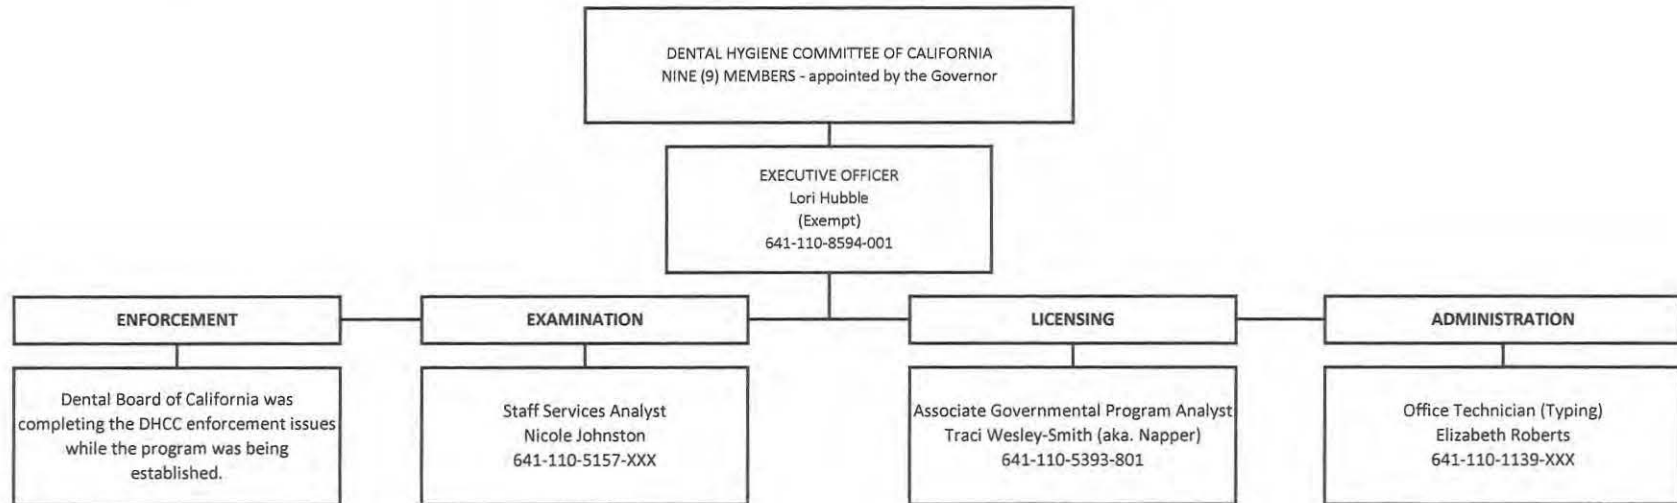 DENTAL HYGIENE COMMITTEE OF CALIFORNIA
NINE (9) MEMBERS - appointed by the Governor
EXECUTIVE OFFICER
Lori Hubble
(Exempt)
641-110-8594-001
ENFORCEMENT
Dental Board of California was
completing the DHCC enforcement issues
while the program was being
established.
EXAMINATION
Staff Services Analyst
Nicole Johnston
641-110-5157-XXX
LICENSING
Associate Governmental Program Analyst
Traci Wesley-Smith (aka. Napper)
641-110-5393-801
ADMINISTRATION
Office Technician (Typing)
Elizabeth Roberts
641-110-1139-XXX